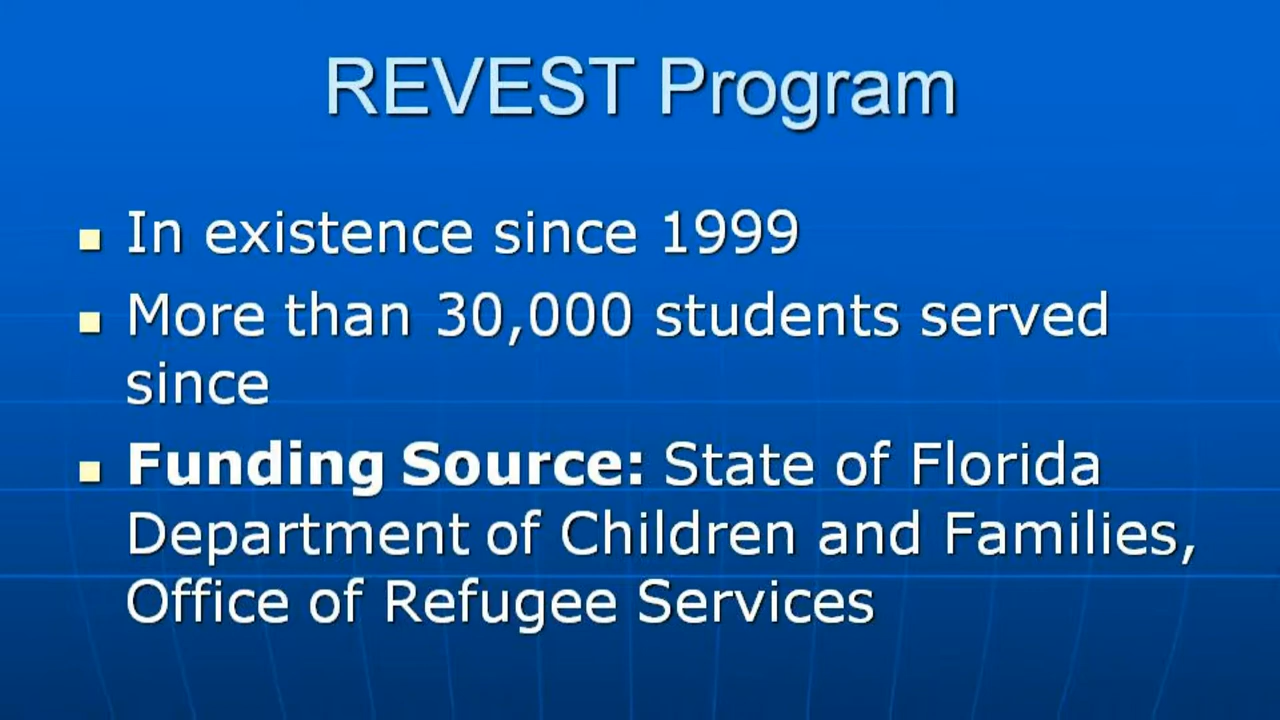 REVEST Program
In existence since 1999
More than 30,000 students served
since
Funding Source: State of Florida
Department of Children and Families,
Office of Refugee Services